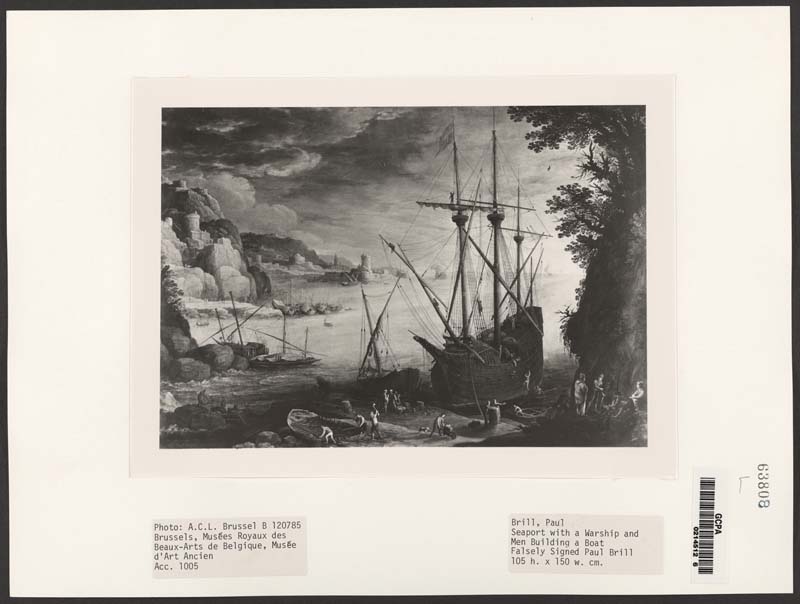 Photo: A.C.L. Brussel B 120785
Brussels, Musées Royaux des
Beaux-Arts de Belgique, Musée
d'Art Ancien
Acc. 1005
Brill, Paul
Seaport with a Warship and
Men Building a Boat
Falsely Signed Paul Brill
105 h. x 150 w. cm.
GCPA
0214512 6
63808
L